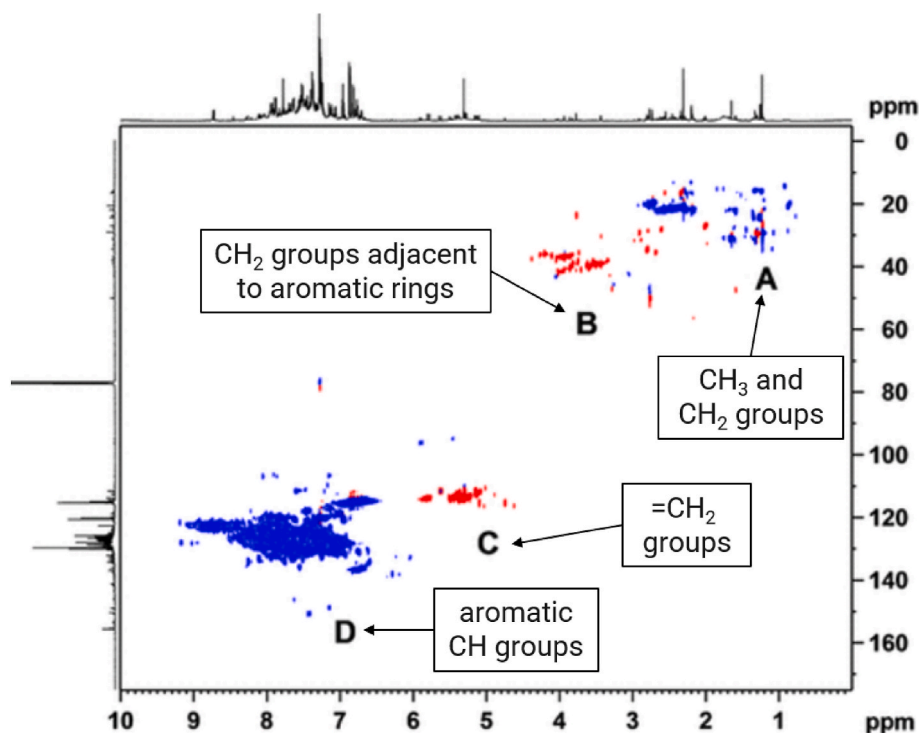 ppm
0
20
40
60
80
100
120
140
160
CH₂ groups adjacent
to aromatic rings
B
A
CH₃ and
CH₂ groups
=CH₂
groups
C
aromatic
CH groups
D
10 9 8 7 6 5 4 3 2 1 ppm